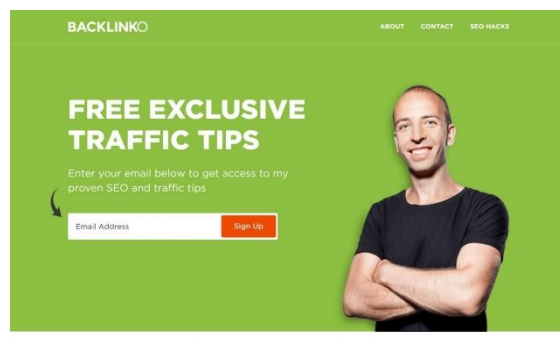 BACKLINKO
ABOUT CONTACT SEO HACKS
FREE EXCLUSIVE
TRAFFIC TIPS
Enter your email below to get access to my
proven SEO and traffic tips
Email Address
Sign Up